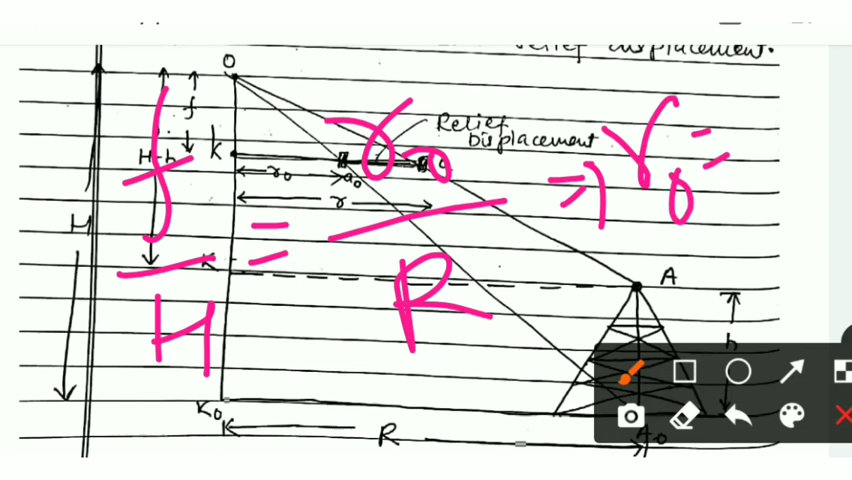 relief displacement.
O
f
Relief
Displacement
H-h
k
r₀
a₀
a
r
H
K
A
h
K₀
R
A₀
f/H = r₀/R
⇒ r₀ =